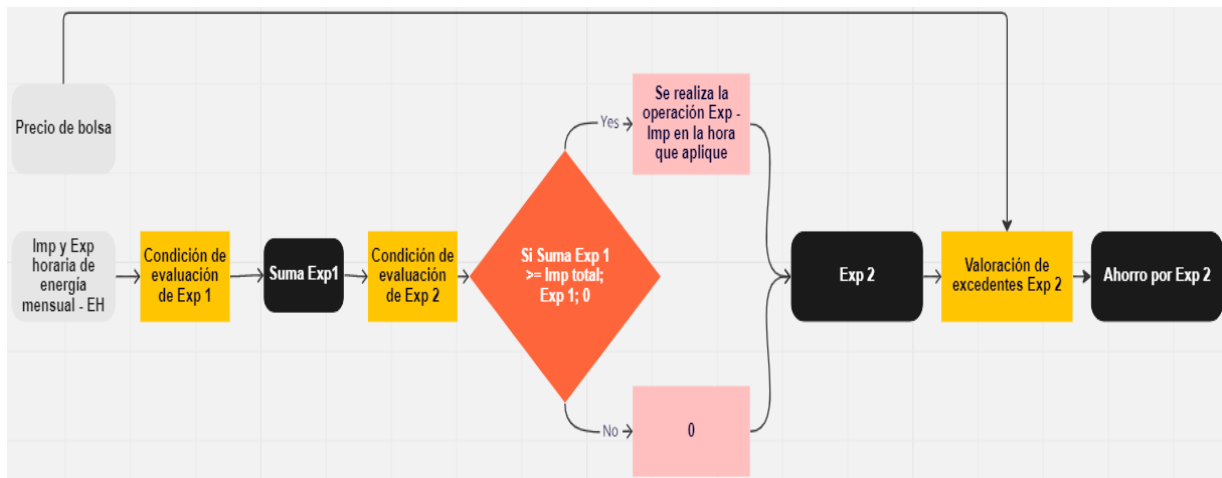 Precio de bolsa
Imp y Exp
horaria de
energía
mensual - EH
Condición de
evaluación
de Exp 1
Suma Exp1
Condición de
evaluación
de Exp 2
Si Suma Exp 1
>= Imp total;
Exp 1; 0
Yes
Se realiza la
operación Exp -
Imp en la hora
que aplique
No
0
Exp 2
Valoración de
excedentes Exp 2
Ahorro por Exp 2